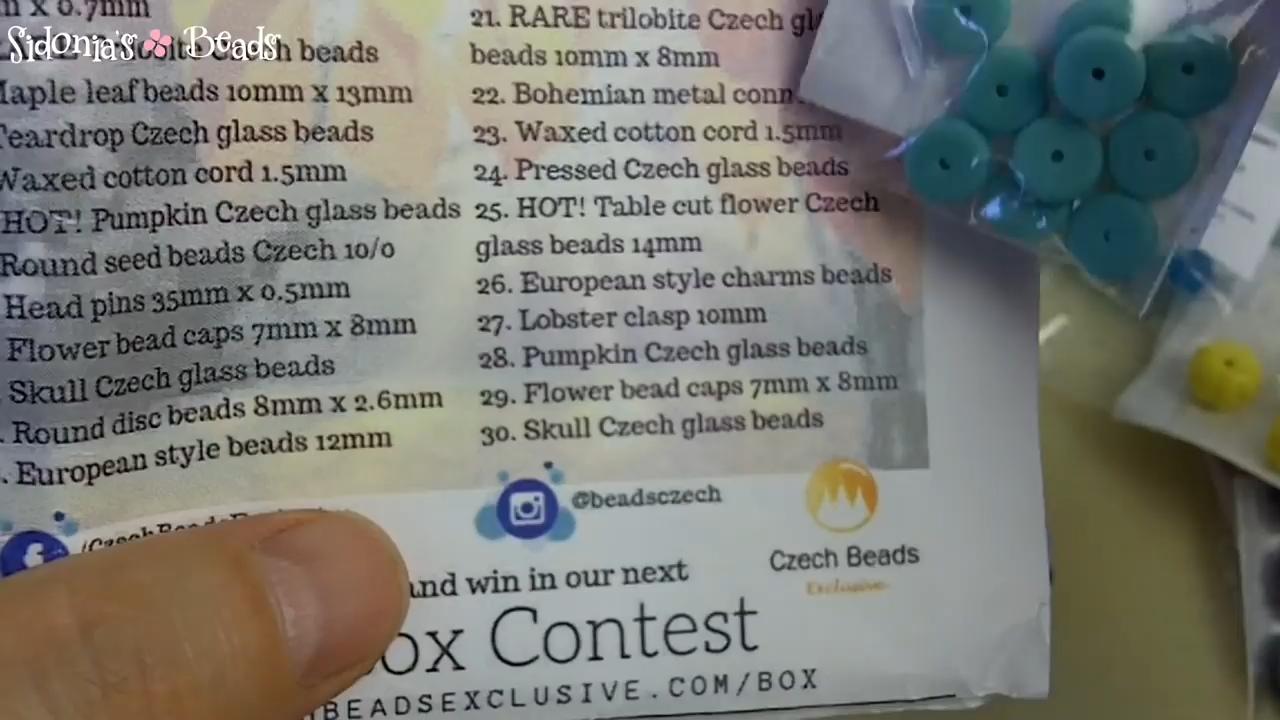 Sidonia's Beads
m x 0.7mm
beads
Maple leaf beads 10mm x 13mm
Teardrop Czech glass beads
Waxed cotton cord 1.5mm
HOT! Pumpkin Czech glass beads
Round seed beads Czech 10/0
Head pins 35mm x 0.5mm
Flower bead caps 7mm x 8mm
Skull Czech glass beads
. Round disc beads 8mm x 2.6mm
. European style beads 12mm
21. RARE trilobite Czech
beads 10mm x 8mm
22. Bohemian metal
23. Waxed cotton cord 1.5mm
24. Pressed Czech glass beads
25. HOT! Table cut flower Czech
glass beads 14mm
26. European style charms beads
27. Lobster clasp 10mm
28. Pumpkin Czech glass beads
29. Flower bead caps 7mm x 8mm
30. Skull Czech glass beads
@beadsczech
Czech Beads
Exclusive
and win in our next
ox Contest
BEADSEXCLUSIVE.COM/BOX